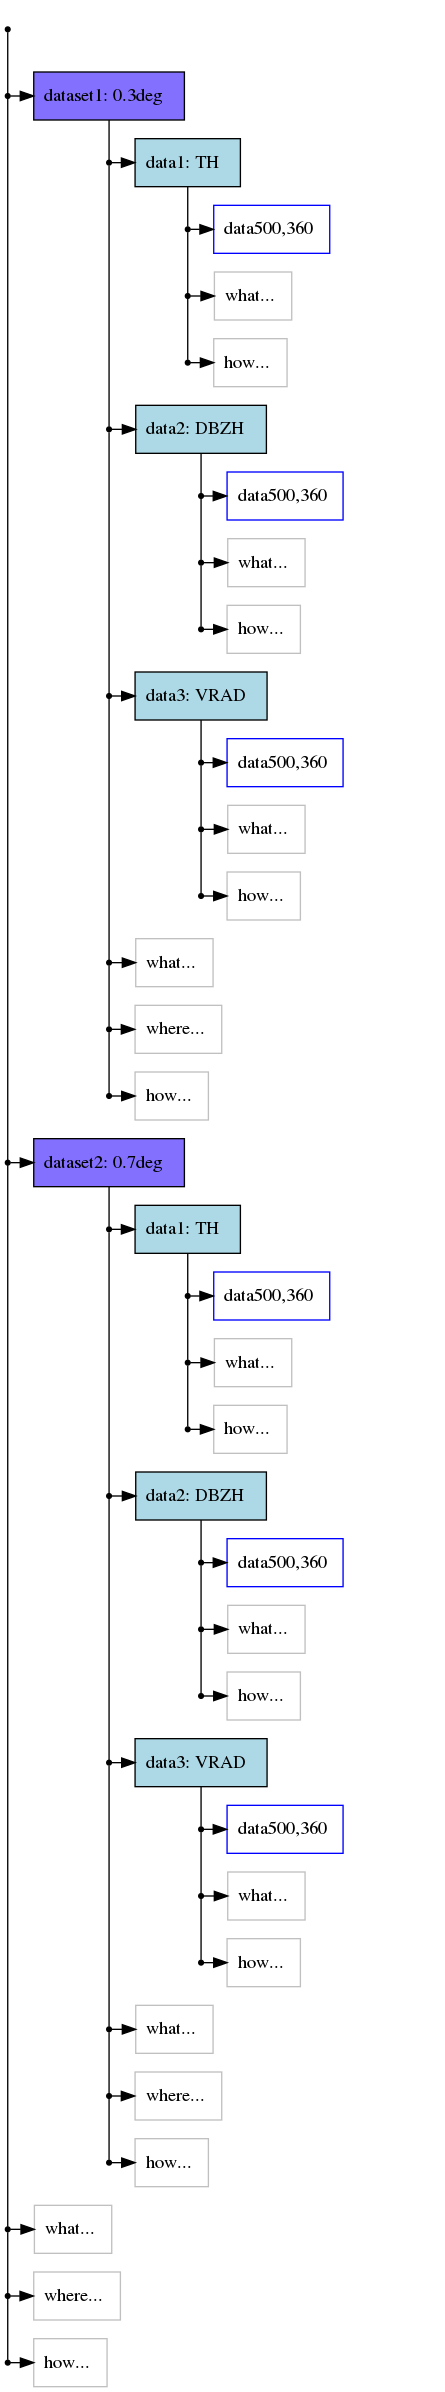 dataset1: 0.3deg
data1: TH
data500,360
what...
how...
data2: DBZH
data500,360
what...
how...
data3: VRAD
data500,360
what...
how...
what...
where...
how...
dataset2: 0.7deg
data1: TH
data500,360
what...
how...
data2: DBZH
data500,360
what...
how...
data3: VRAD
data500,360
what...
how...
what...
where...
how...
what...
where...
how...